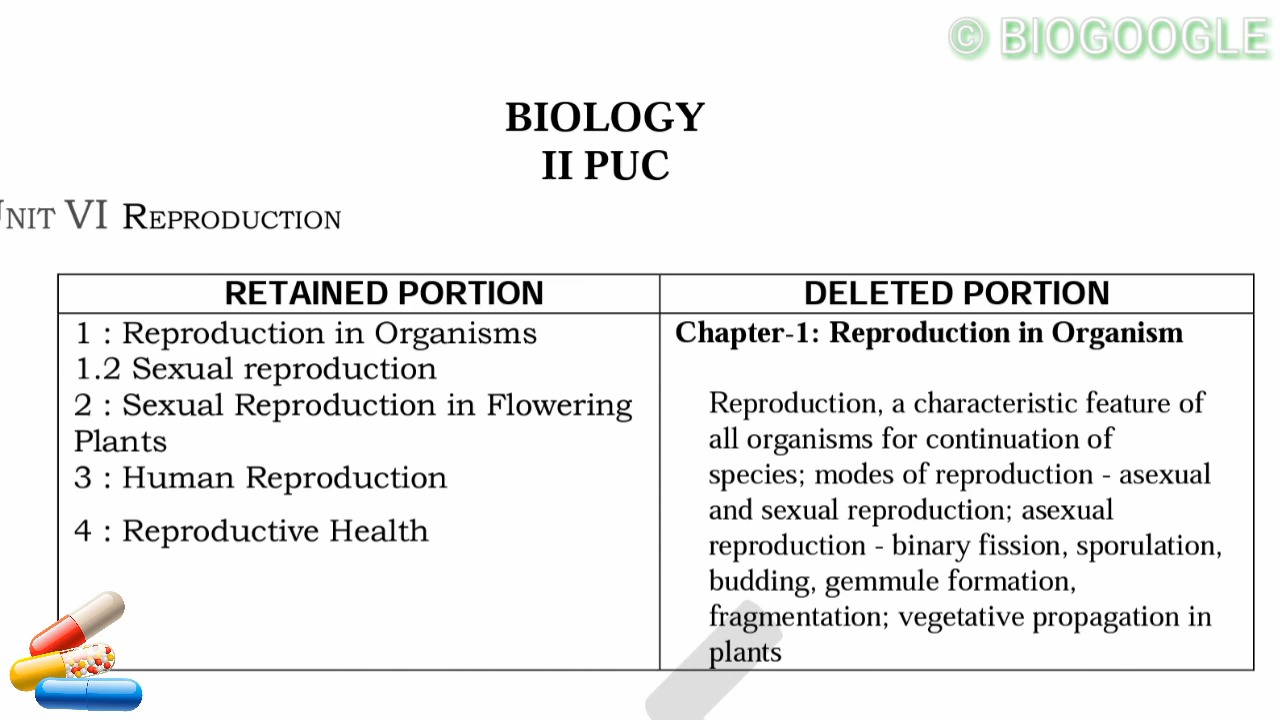 © BIOGOOGLE
BIOLOGY
II PUC
UNIT VI REPRODUCTION
RETAINED PORTION
1 : Reproduction in Organisms
1.2 Sexual reproduction
2 : Sexual Reproduction in Flowering
Plants
3 : Human Reproduction
4 : Reproductive Health
DELETED PORTION
Chapter-1: Reproduction in Organism
Reproduction, a characteristic feature of
all organisms for continuation of
species; modes of reproduction - asexual
and sexual reproduction; asexual
reproduction - binary fission, sporulation,
budding, gemmule formation,
fragmentation; vegetative propagation in
plants